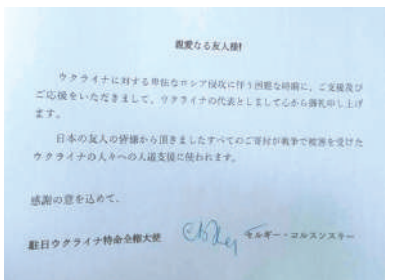 親愛なる友人様!
ウクライナに対する卑怯なロシア侵攻に伴う困難な時期に、ご支援及び
ご応援をいただきまして、ウクライナの代表としまして心から御礼申し上げ
ます。
日本の友人の皆様から頂きましたすべてのご寄付が戦争で被害を受けた
ウクライナの人々への人道支援に使われます。
感謝の意を込めて、
駐日ウクライナ特命全権大使 セルギー・コルスンスキー